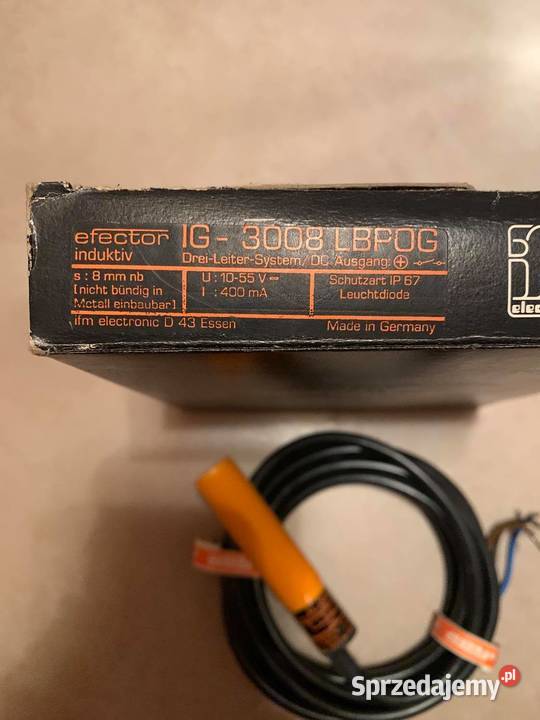 efector
induktiv
IG-3008 LBPOG
Drei-Leiter-System/DC Ausgang:
s : 8 mm nb
[nicht bündig in
Metall einbaubar]
U : 10-55 V
I : 400 mA
Schutzart IP 67
Leuchtdiode
ifm electronic D 43 Essen
Made in Germany
elec
Sprzedajemy.pl